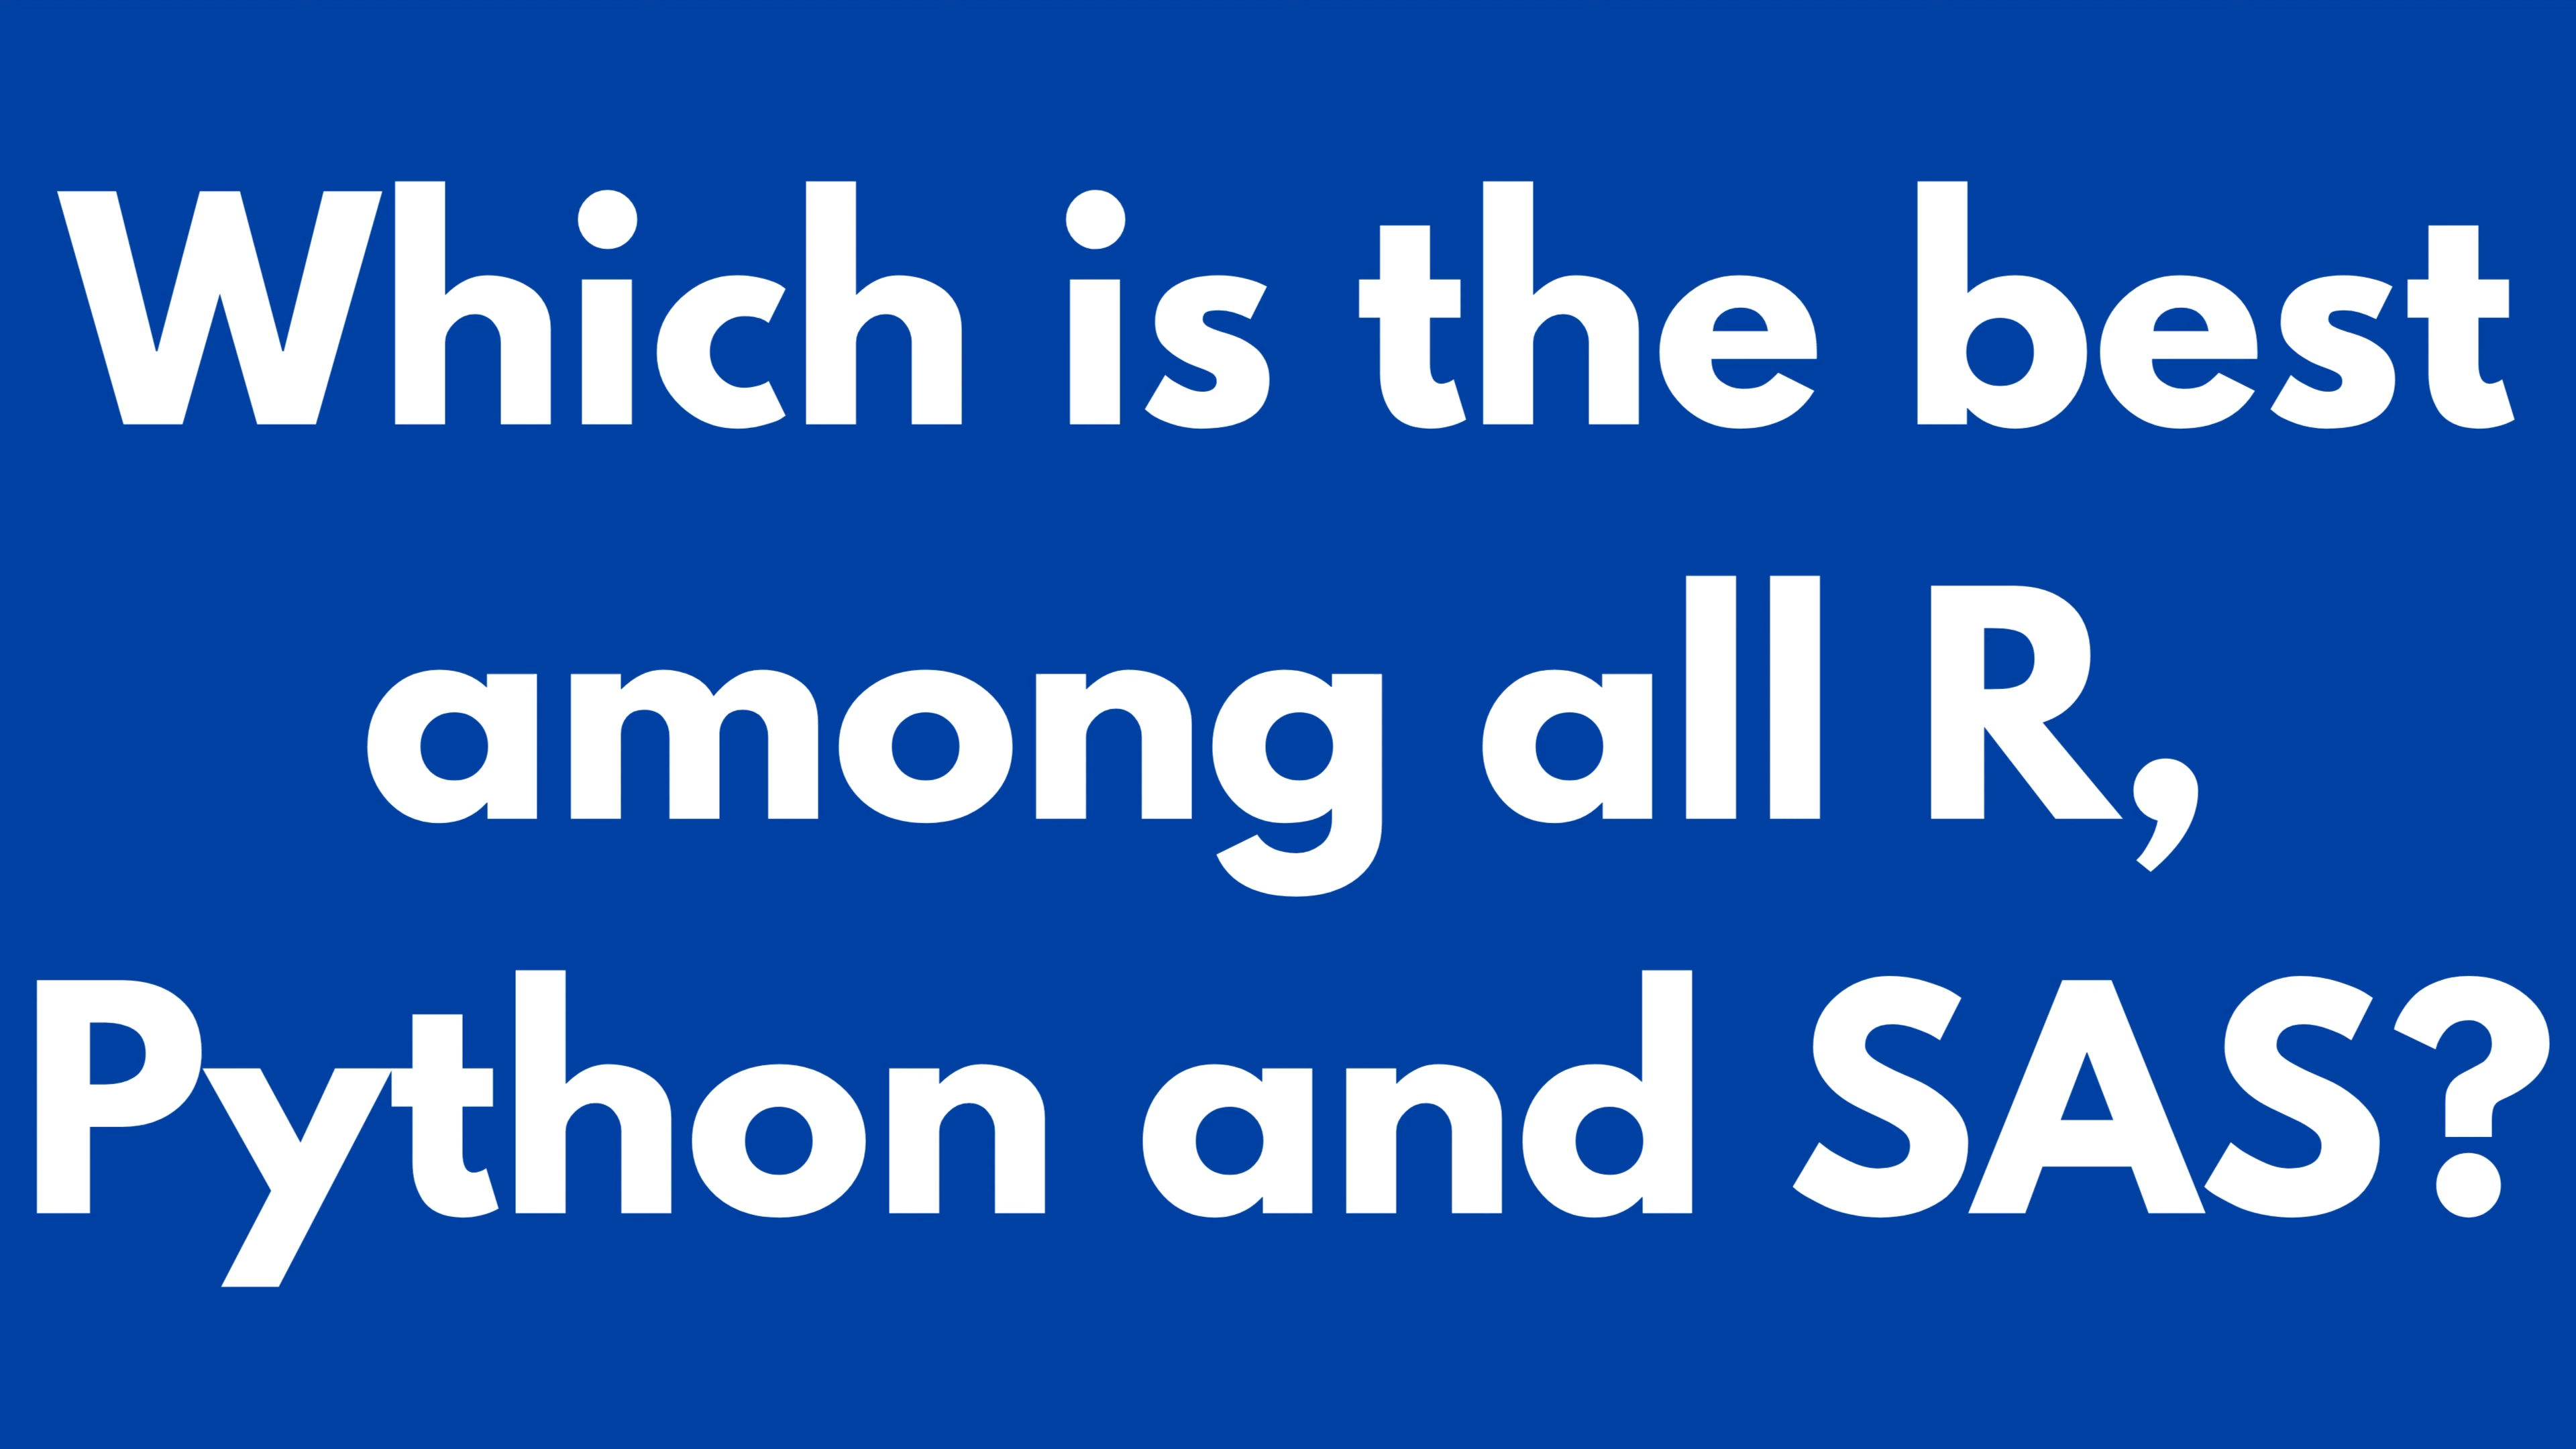 Which is the best
among all R,
Python and SAS?